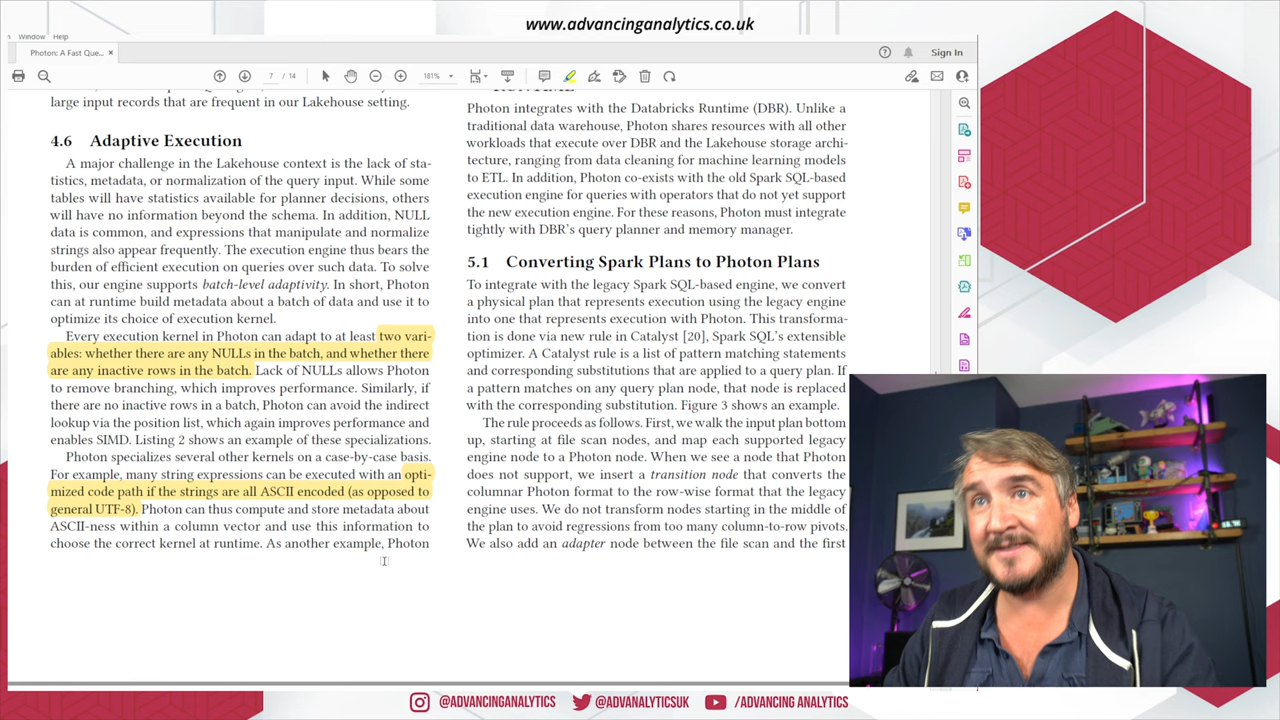 www.advancinganalytics.co.uk
Window Help
Photon: A Fast Que... ×
Sign In
7 / 14
181%
large input records that are frequent in our Lakehouse setting.
4.6 Adaptive Execution
A major challenge in the Lakehouse context is the lack of sta-
tistics, metadata, or normalization of the query input. While some
tables will have statistics available for planner decisions, others
will have no information beyond the schema. In addition, NULL
data is common, and expressions that manipulate and normalize
strings also appear frequently. The execution engine thus bears the
burden of efficient execution on queries over such data. To solve
this, our engine supports batch-level adaptivity. In short, Photon
can at runtime build metadata about a batch of data and use it to
optimize its choice of execution kernel.
Every execution kernel in Photon can adapt to at least two vari-
ables: whether there are any NULLs in the batch, and whether there
are any inactive rows in the batch. Lack of NULLs allows Photon
to remove branching, which improves performance. Similarly, if
there are no inactive rows in a batch, Photon can avoid the indirect
lookup via the position list, which again improves performance and
enables SIMD. Listing 2 shows an example of these specializations.
Photon specializes several other kernels on a case-by-case basis.
For example, many string expressions can be executed with an opti-
mized code path if the strings are all ASCII encoded (as opposed to
general UTF-8). Photon can thus compute and store metadata about
ASCII-ness within a column vector and use this information to
choose the correct kernel at runtime. As another example, Photon
Photon integrates with the Databricks Runtime (DBR). Unlike a
traditional data warehouse, Photon shares resources with all other
workloads that execute over DBR and the Lakehouse storage archi-
tecture, ranging from data cleaning for machine learning models
to ETL. In addition, Photon co-exists with the old Spark SQL-based
execution engine for queries with operators that do not yet support
the new execution engine. For these reasons, Photon must integrate
tightly with DBR's query planner and memory manager.
5.1 Converting Spark Plans to Photon Plans
To integrate with the legacy Spark SQL-based engine, we convert
a physical plan that represents execution using the legacy engine
into one that represents execution with Photon. This transforma-
tion is done via new rule in Catalyst [20], Spark SQL's extensible
optimizer. A Catalyst rule is a list of pattern matching statements
and corresponding substitutions that are applied to a query plan. If
a pattern matches on any query plan node, that node is replaced
with the corresponding substitution. Figure 3 shows an example.
The rule proceeds as follows. First, we walk the input plan bottom
up, starting at file scan nodes, and map each supported legacy
engine node to a Photon node. When we see a node that Photon
does not support, we insert a transition node that converts the
columnar Photon format to the row-wise format that the legacy
engine uses. We do not transform nodes starting in the middle of
the plan to avoid regressions from too many column-to-row pivots.
We also add an adapter node between the file scan and the first
@ADVANCINGANALYTICS
@ADVANALYTICSUK
/ADVANCING ANALYTICS